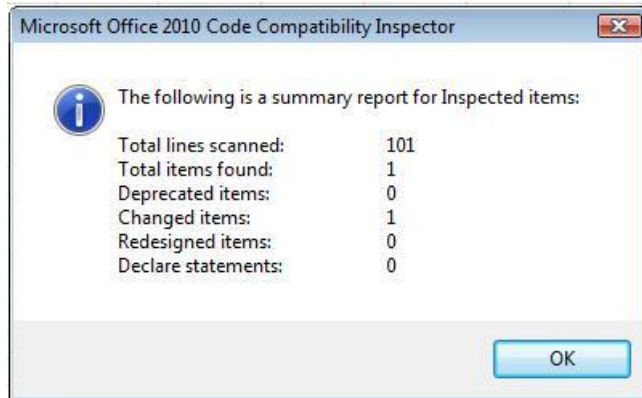 Microsoft Office 2010 Code Compatibility Inspector
The following is a summary report for Inspected items:
Total lines scanned: 101
Total items found: 1
Deprecated items: 0
Changed items: 1
Redesigned items: 0
Declare statements: 0
OK